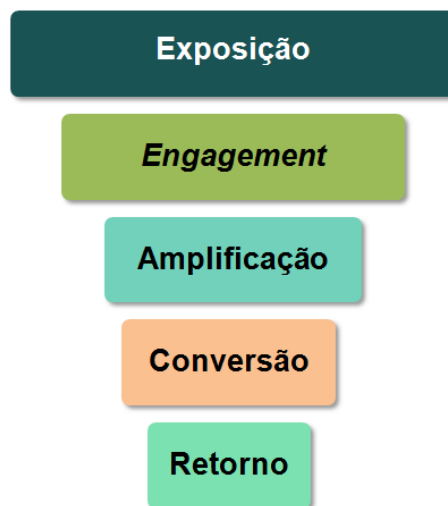 Exposição
Engagement
Amplificação
Conversão
Retorno